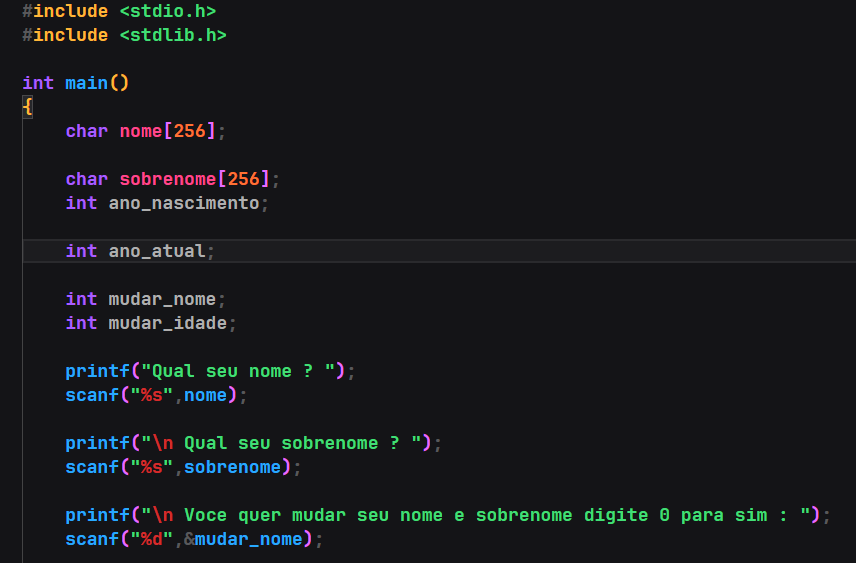 #include <stdio.h>
#include <stdlib.h>
int main()
{
char nome[256];
char sobrenome[256];
int ano_nascimento;
int ano_atual;
int mudar_nome;
int mudar_idade;
printf("Qual seu nome ? ");
scanf("%s",nome);
printf("\n Qual seu sobrenome ? ");
scanf("%s",sobrenome);
printf("\n Voce quer mudar seu nome e sobrenome digite 0 para sim : ");
scanf("%d",&mudar_nome);